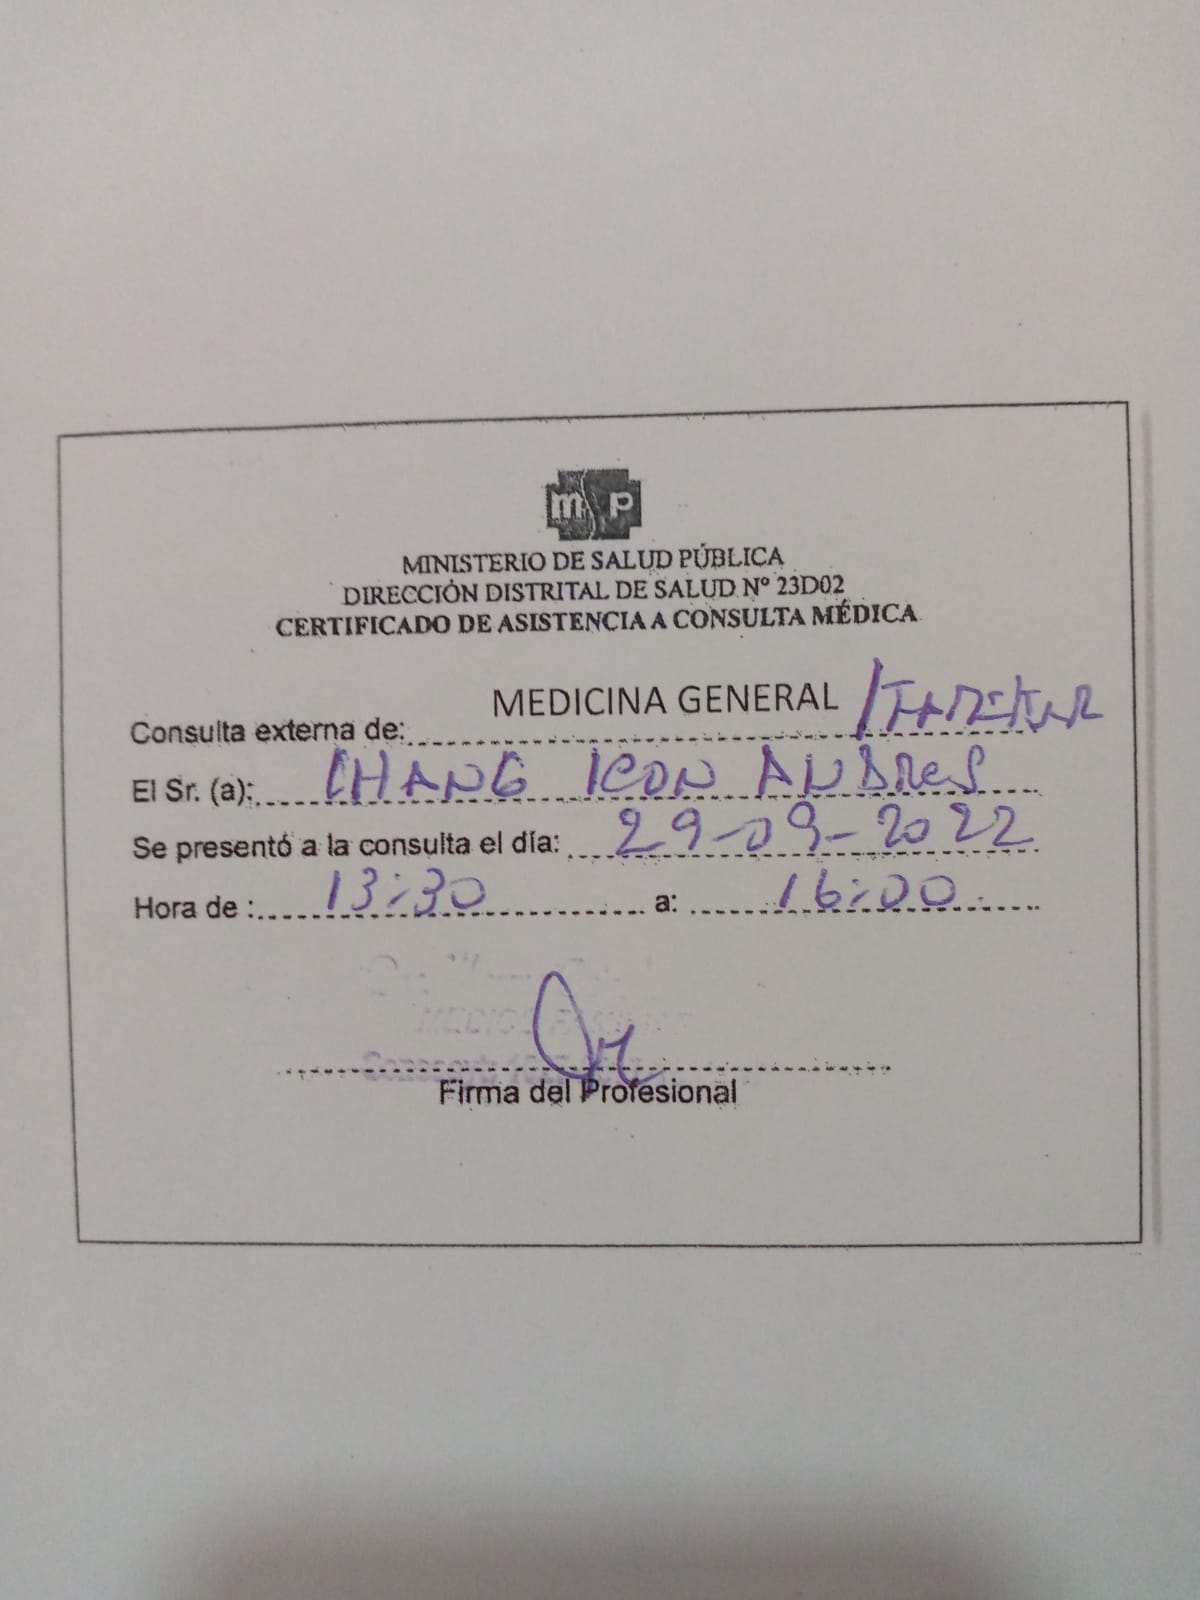 m p
MINISTERIO DE SALUD PÚBLICA
DIRECCIÓN DISTRITAL DE SALUD Nº 23D02
CERTIFICADO DE ASISTENCIA A CONSULTA MÉDICA
Consulta externa de: MEDICINA GENERAL
El Sr. (a): CHANG ICON ANDRES
Se presentó a la consulta el día: 29-09-2022
Hora de : 13:30 a: 16:00
Firma del Profesional